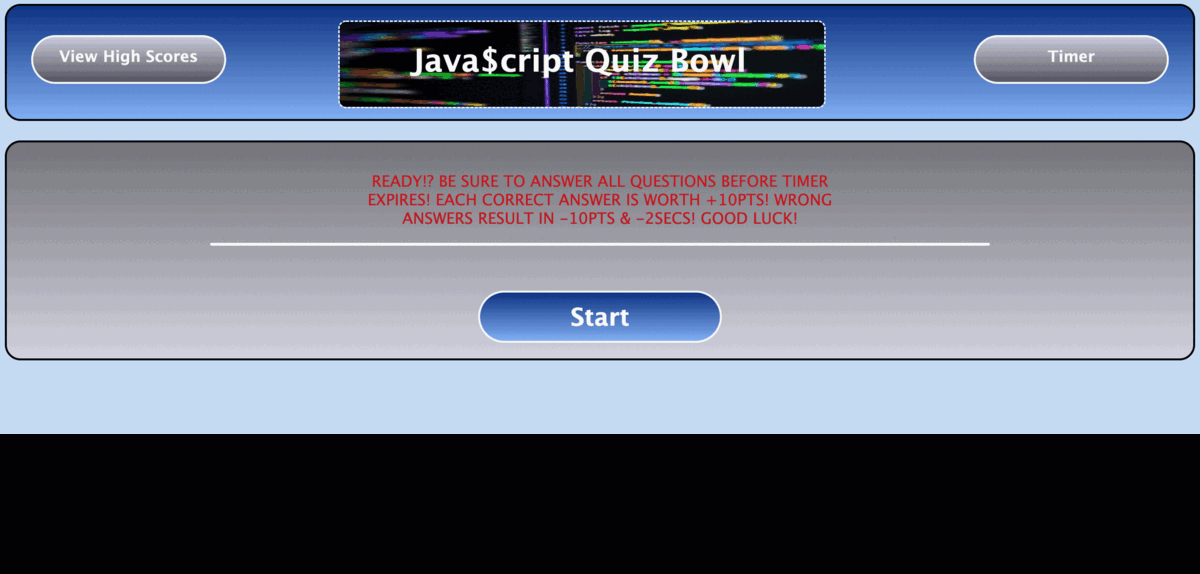 View High Scores
Java$cript Quiz Bowl
Timer
READY!? BE SURE TO ANSWER ALL QUESTIONS BEFORE TIMER
EXPIRES! EACH CORRECT ANSWER IS WORTH +10PTS! WRONG
ANSWERS RESULT IN -10PTS & -2SECS! GOOD LUCK!
Start